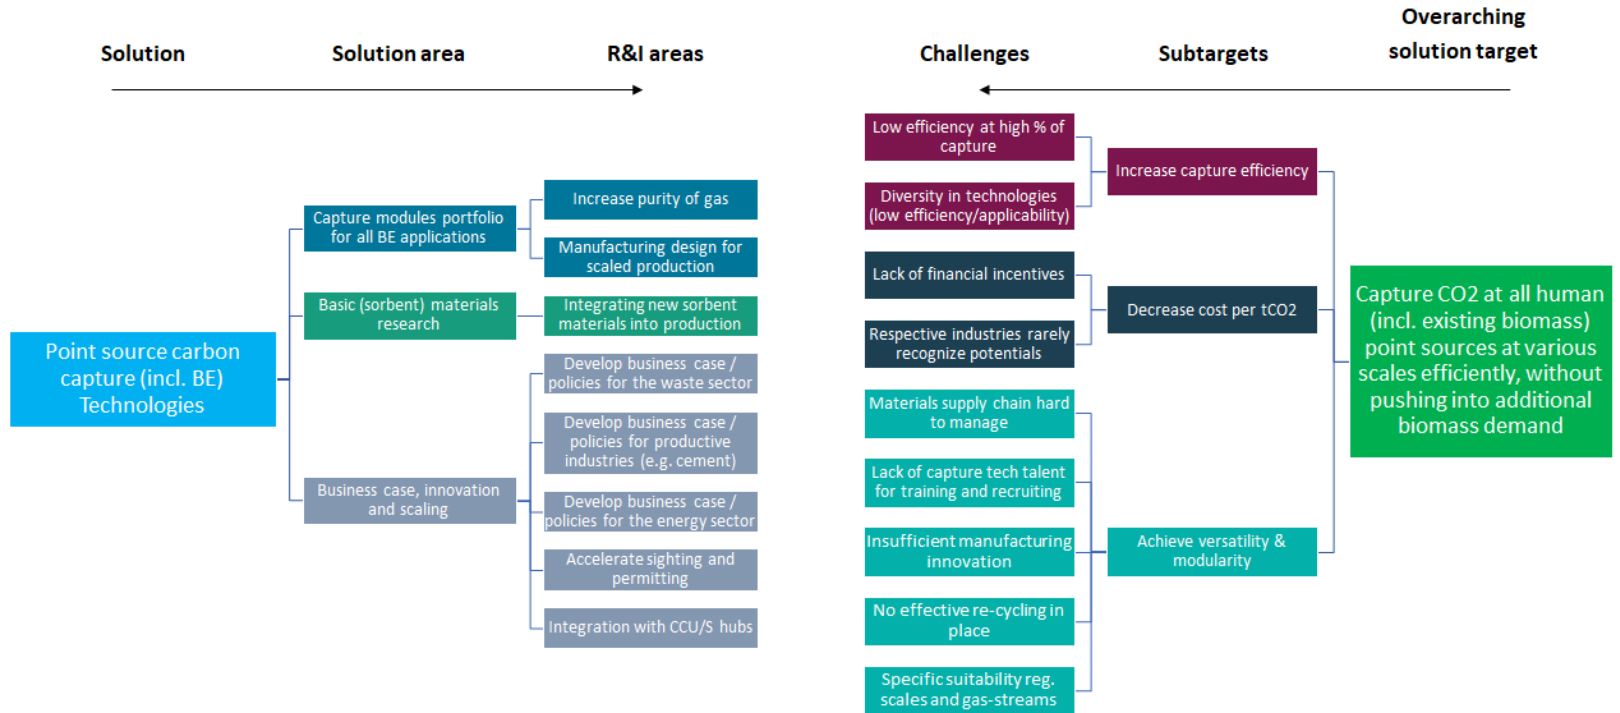 Solution
Solution area
R&I areas
Challenges
Subtargets
Overarching
solution target
Point source carbon
capture (incl. BE)
Technologies
Capture modules portfolio
for all BE applications
Basic (sorbent) materials
research
Business case, innovation
and scaling
Increase purity of gas
Manufacturing design for
scaled production
Integrating new sorbent
materials into production
Develop business case /
policies for the waste sector
Develop business case /
policies for productive
industries (e.g. cement)
Develop business case /
policies for the energy sector
Accelerate sighting and
permitting
Integration with CCU/S hubs
Low efficiency at high % of
capture
Diversity in technologies
(low efficiency/applicability)
Lack of financial incentives
Respective industries rarely
recognize potentials
Materials supply chain hard
to manage
Lack of capture tech talent
for training and recruiting
Insufficient manufacturing
innovation
No effective re-cycling in
place
Specific suitability reg.
scales and gas-streams
Increase capture efficiency
Decrease cost per tCO2
Achieve versatility &
modularity
Capture CO2 at all human
(incl. existing biomass)
point sources at various
scales efficiently, without
pushing into additional
biomass demand